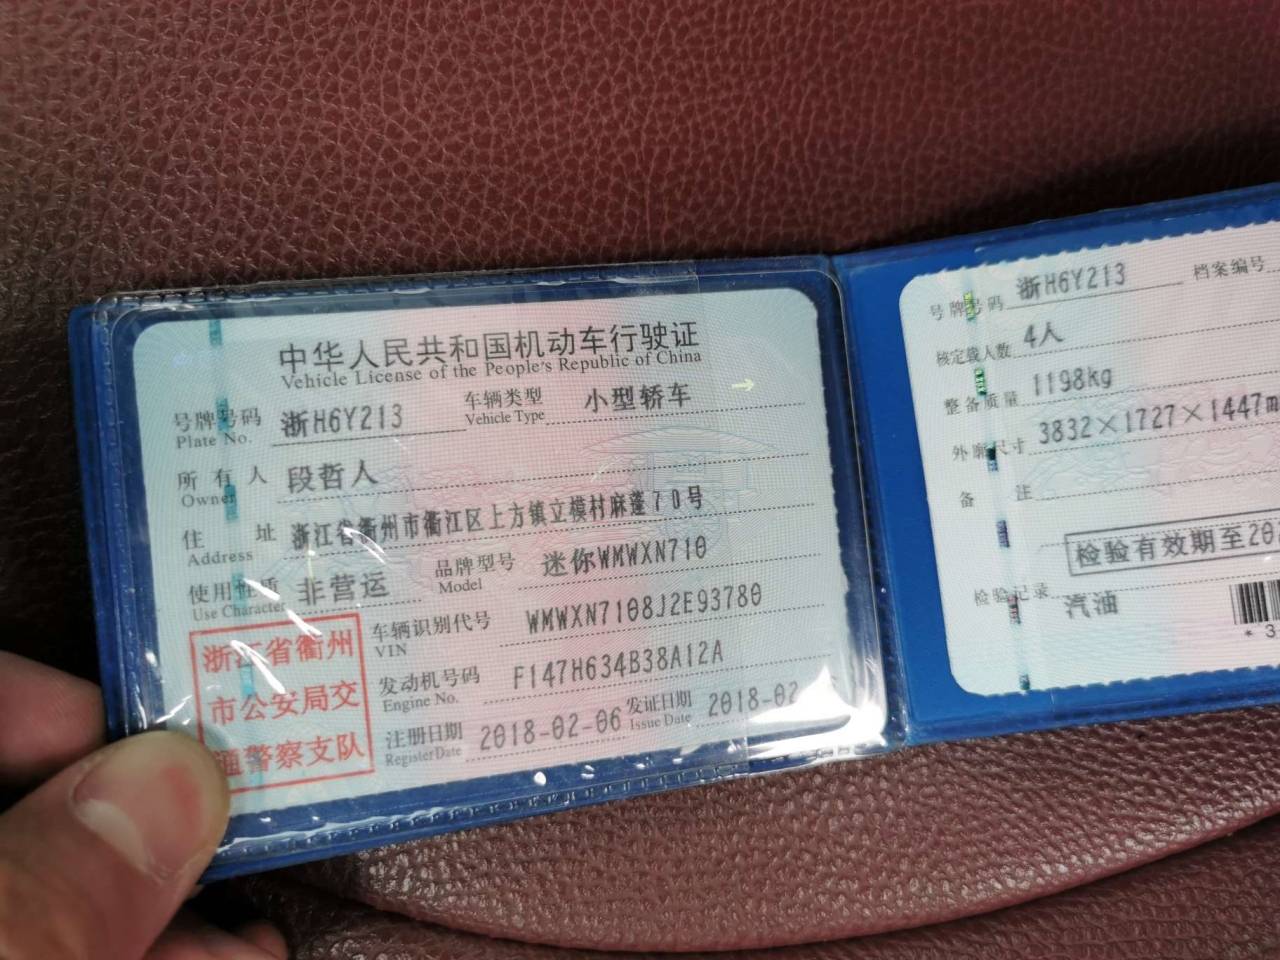 中华人民共和国机动车行驶证
Vehicle License of the People's Republic of China
号牌号码 浙H6Y213 车辆类型 小型轿车
Plate No. Vehicle Type
所有人 段哲人
Owner
住址 浙江省衢州市衢江区上方镇立模村麻蓬70号
Address
使用性质 非营运 品牌型号 迷你WMWXN710
Use Character Model
车辆识别代号 WMWXN7108J2E93780
VIN
发动机号码 F147H634B38A12A
Engine No.
注册日期 2018-02-06 发证日期 2018-02
Register Date Issue Date
浙江省衢州
市公安局交
通警察支队
号牌号码 浙H6Y213 档案编号
核定载人数 4人
整备质量 1198kg
外廓尺寸 3832×1727×1447m
备注
检验有效期至20
检验记录
汽油
*3